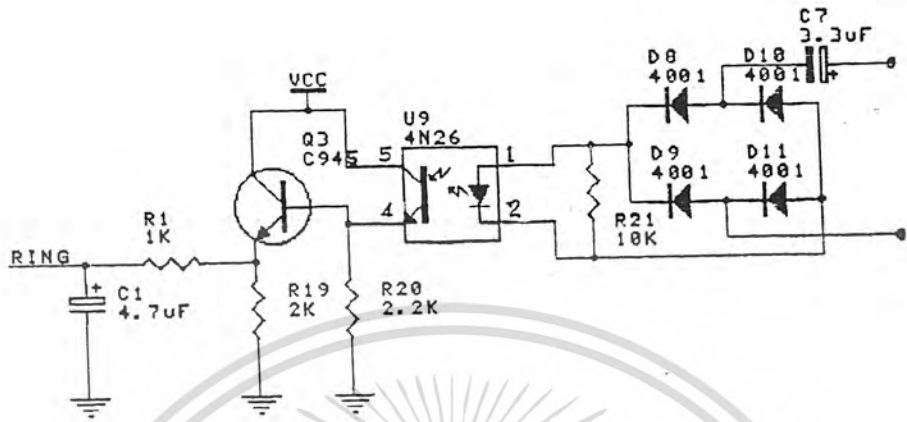 C7
3.3uF
+
D8
4001
D10
4001
VCC
U9
4N26
Q3
C945
5
1
D9
4001
D11
4001
4
2
R1
1K
R21
10K
RING
+
C1
4.7uF
R19
2K
R20
2.2K